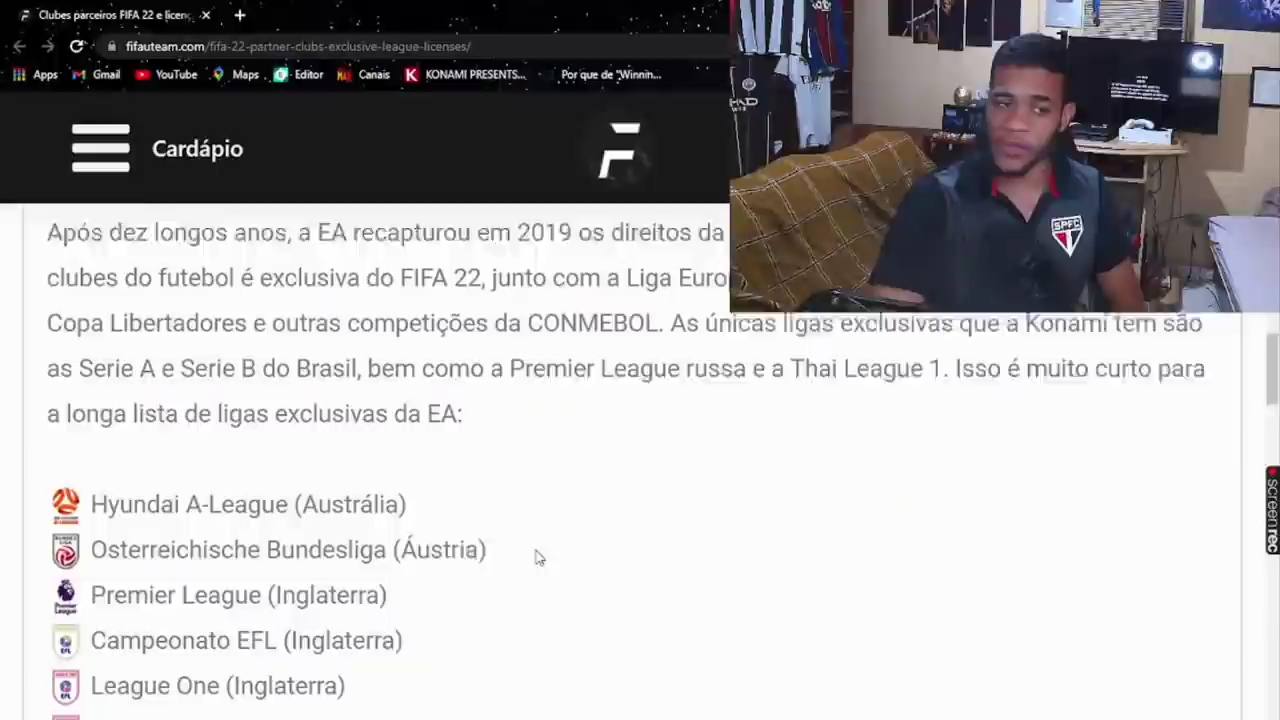 Clubes parceiros FIFA 22 e licenç
fifauteam.com/fifa-22-partner-clubs-exclusive-league-licenses/
Apps Gmail YouTube Maps Editor Canais KONAMI PRESENTS... Por que de "Winnin...
Cardápio
Após dez longos anos, a EA recapturou em 2019 os direitos da
clubes do futebol é exclusiva do FIFA 22, junto com a Liga Euro
Copa Libertadores e outras competições da CONMEBOL. As únicas ligas exclusivas que a Konami tem são
as Serie A e Serie B do Brasil, bem como a Premier League russa e a Thai League 1. Isso é muito curto para
a longa lista de ligas exclusivas da EA:
Hyundai A-League (Austrália)
Osterreichische Bundesliga (Áustria)
Premier League (Inglaterra)
Campeonato EFL (Inglaterra)
League One (Inglaterra)
SPFC
screenrec